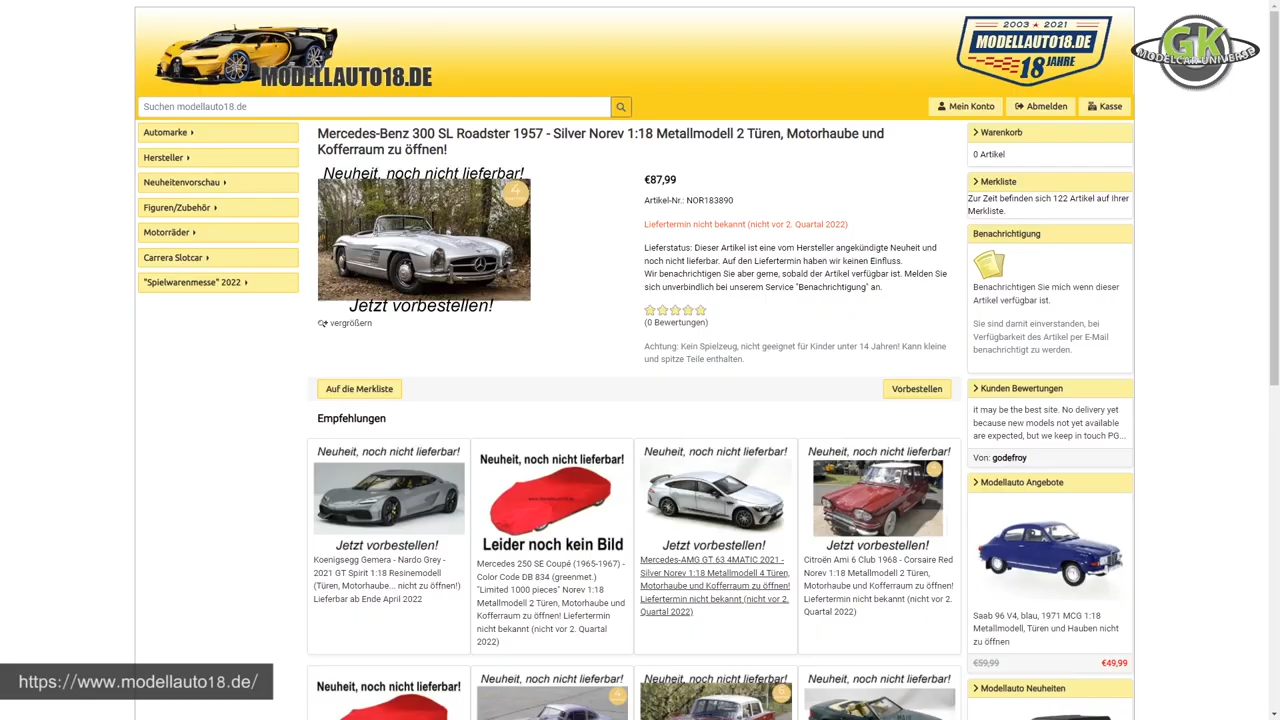 MODELLAUTO18.DE
2003 ★ 2021
MODELLAUTO18.DE
18 JAHRE
GK
MODELCAR-UNIVERSE
Suchen modellauto18.de
Mein Konto
Abmelden
Kasse
Automarke
Hersteller
Neuheitenvorschau
Figuren/Zubehör
Motorräder
Carrera Slotcar
"Spielwarenmesse" 2022
Mercedes-Benz 300 SL Roadster 1957 - Silver Norev 1:18 Metallmodell 2 Türen, Motorhaube und
Kofferraum zu öffnen!
Neuheit, noch nicht lieferbar!
4
Jetzt vorbestellen!
vergrößern
€87,99
Artikel-Nr.: NOR183890
Liefertermin nicht bekannt (nicht vor 2. Quartal 2022)
Lieferstatus: Dieser Artikel ist eine vom Hersteller angekündigte Neuheit und
noch nicht lieferbar. Auf den Liefertermin haben wir keinen Einfluss.
Wir benachrichtigen Sie aber gerne, sobald der Artikel verfügbar ist. Melden Sie
sich unverbindlich bei unserem Service "Benachrichtigung" an.
(0 Bewertungen)
Achtung: Kein Spielzeug, nicht geeignet für Kinder unter 14 Jahren! Kann kleine
und spitze Teile enthalten.
Auf die Merkliste
Vorbestellen
Empfehlungen
Neuheit, noch nicht lieferbar!
Jetzt vorbestellen!
Koenigsegg Gemera - Nardo Grey -
2021 GT Spirit 1:18 Resinemodell
(Türen, Motorhaube... nicht zu öffnen!)
Lieferbar ab Ende April 2022
Neuheit, noch nicht lieferbar!
Leider noch kein Bild
Mercedes 250 SE Coupé (1965-1967) -
Color Code DB 834 (greenmet.)
"Limited 1000 pieces" Norev 1:18
Metallmodell 2 Türen, Motorhaube und
Kofferraum zu öffnen! Liefertermin
nicht bekannt (nicht vor 2. Quartal
2022)
Neuheit, noch nicht lieferbar!
Jetzt vorbestellen!
Mercedes-AMG GT 63 4MATIC 2021 -
Silver Norev 1:18 Metallmodell 4 Türen,
Motorhaube und Kofferraum zu öffnen!
Liefertermin nicht bekannt (nicht vor 2.
Quartal 2022)
Neuheit, noch nicht lieferbar!
Jetzt vorbestellen!
Citroën Ami 6 Club 1968 - Corsaire Red
Norev 1:18 Metallmodell 2 Türen,
Motorhaube und Kofferraum zu öffnen!
Liefertermin nicht bekannt (nicht vor 2.
Quartal 2022)
Neuheit, noch nicht lieferbar!
Neuheit, noch nicht lieferbar!
4
Neuheit, noch nicht lieferbar!
6
Neuheit, noch nicht lieferbar!
Warenkorb
0 Artikel
Merkliste
Zur Zeit befinden sich 122 Artikel auf Ihrer
Merkliste.
Benachrichtigung
Benachrichtigen Sie mich wenn dieser
Artikel verfügbar ist.
Sie sind damit einverstanden, bei
Verfügbarkeit des Artikel per E-Mail
benachrichtigt zu werden.
Kunden Bewertungen
it may be the best site. No delivery yet
because new models not yet available
are expected, but we keep in touch PG...
Von: godefroy
Modellauto Angebote
Saab 96 V4, blau, 1971 MCG 1:18
Metallmodell, Türen und Hauben nicht
zu öffnen
€59,99
€49,99
Modellauto Neuheiten
https://www.modellauto18.de/